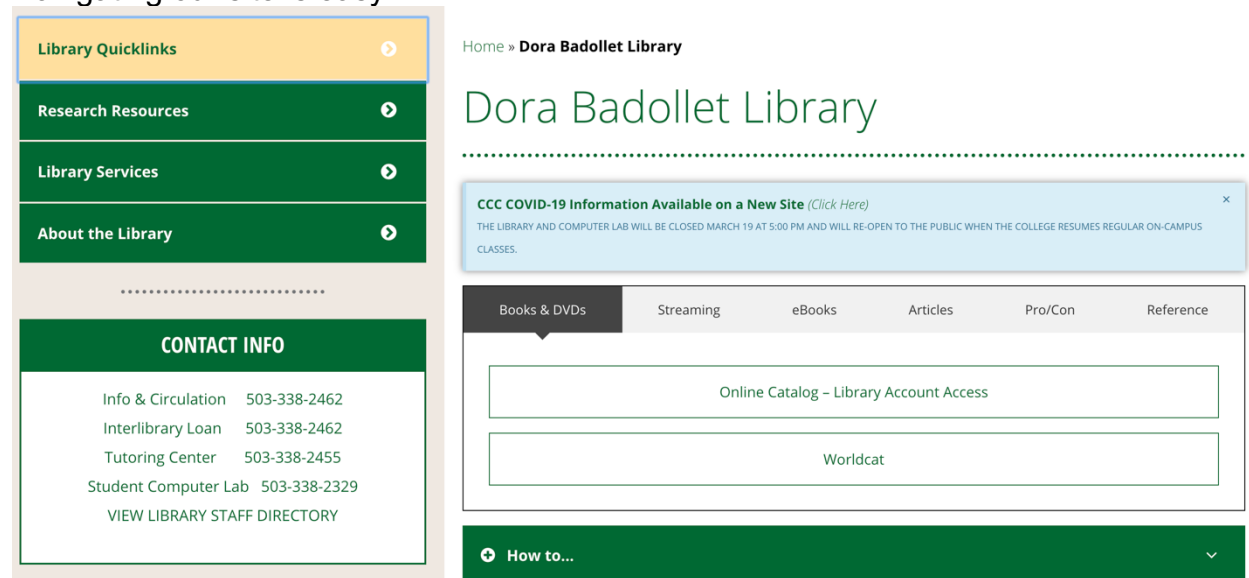 Library Quicklinks
Research Resources
Library Services
About the Library
CONTACT INFO
Info & Circulation 503-338-2462
Interlibrary Loan 503-338-2462
Tutoring Center 503-338-2455
Student Computer Lab 503-338-2329
VIEW LIBRARY STAFF DIRECTORY
Home » Dora Badollet Library
Dora Badollet Library
CCC COVID-19 Information Available on a New Site (Click Here)
THE LIBRARY AND COMPUTER LAB WILL BE CLOSED MARCH 19 AT 5:00 PM AND WILL RE-OPEN TO THE PUBLIC WHEN THE COLLEGE RESUMES REGULAR ON-CAMPUS
CLASSES.
Books & DVDs Streaming eBooks Articles Pro/Con Reference
Online Catalog – Library Account Access
Worldcat
How to...